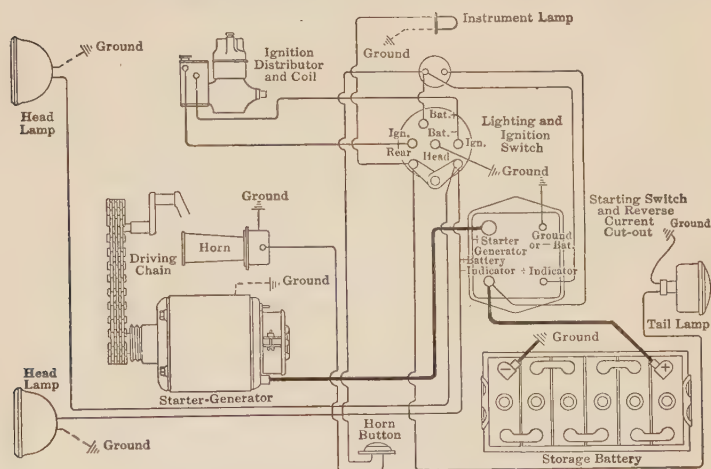 Ground
Head
Lamp
Ignition
Distributor
and Coil
Instrument Lamp
Ground
Bat.+
Ign.
Bat.-
Ign.
Rear
Head
Lighting and
Ignition
Switch
Ground
Starting Switch
and Reverse
Current
Cut-out
Ground
Tail Lamp
Driving
Chain
Ground
Horn
Ground
+Starter
Generator
Ground
or-Bat.
-Battery
-Indicator
+Indicator
Starter-Generator
Head
Lamp
Ground
Horn
Button
Ground
-
+
Storage Battery